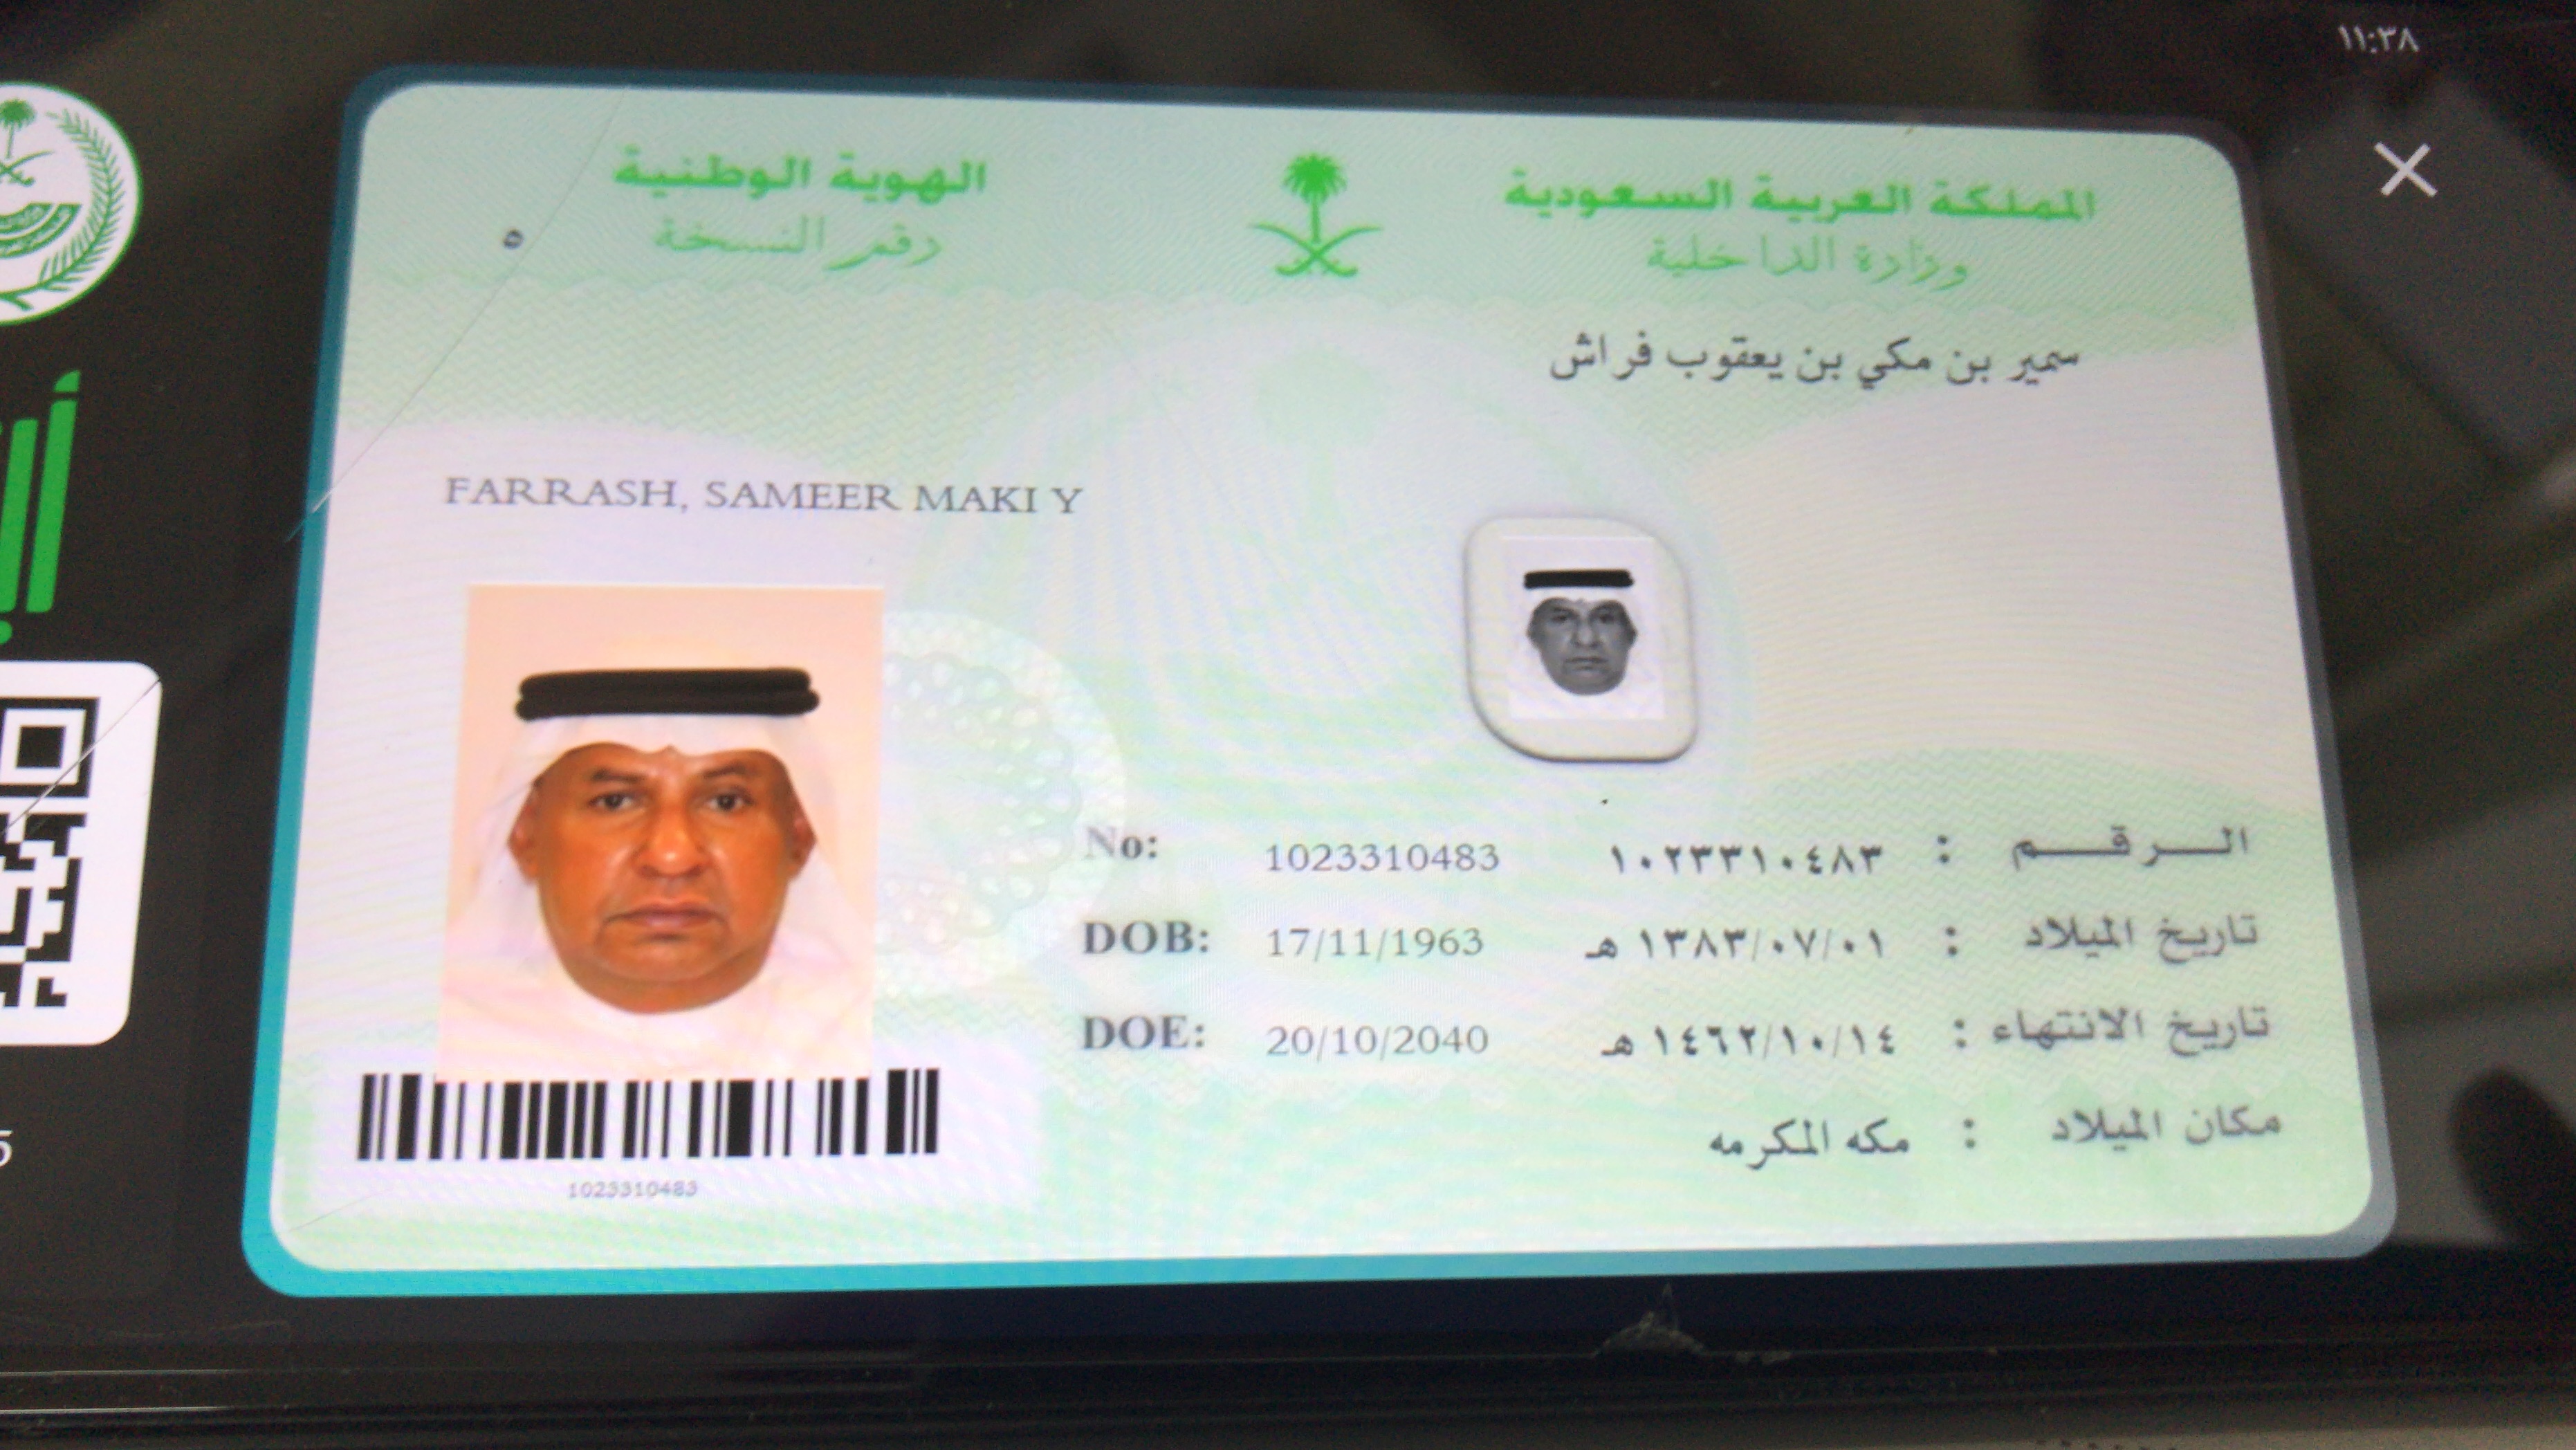 ١١:٣٨
المملكة العربية السعودية
وزارة الداخلية
الهوية الوطنية
رقم النسخة ٥
سمير بن مكي بن يعقوب فراش
FARRASH, SAMEER MAKI Y
الرقم : ١٠٢٣٣١٠٤٨٣ 1023310483 No:
تاريخ الميلاد : ١٣٨٣/٠٧/٠١ هـ 17/11/1963 DOB:
تاريخ الانتهاء : ١٤٦٢/١٠/١٤ هـ 20/10/2040 DOE:
مكان الميلاد : مكه المكرمه
1023310483